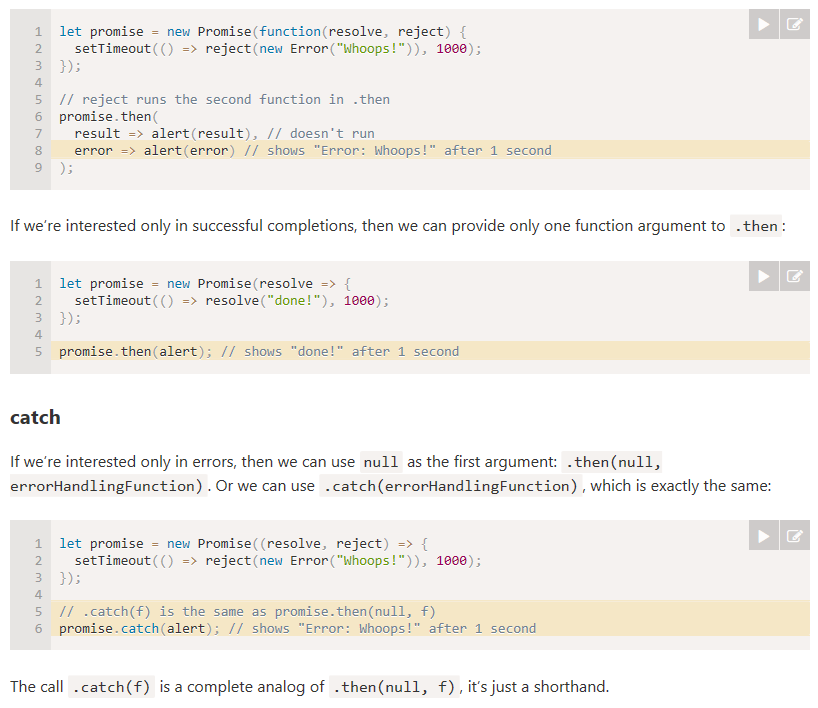 1 let promise = new Promise(function(resolve, reject) {
2   setTimeout(() => reject(new Error("Whoops!")), 1000);
3 });
4
5 // reject runs the second function in .then
6 promise.then(
7   result => alert(result), // doesn't run
8   error => alert(error) // shows "Error: Whoops!" after 1 second
9 );
If we’re interested only in successful completions, then we can provide only one function argument to .then:
1 let promise = new Promise(resolve => {
2   setTimeout(() => resolve("done!"), 1000);
3 });
4
5 promise.then(alert); // shows "done!" after 1 second
catch
If we’re interested only in errors, then we can use null as the first argument: .then(null,
errorHandlingFunction). Or we can use .catch(errorHandlingFunction), which is exactly the same:
1 let promise = new Promise((resolve, reject) => {
2   setTimeout(() => reject(new Error("Whoops!")), 1000);
3 });
4
5 // .catch(f) is the same as promise.then(null, f)
6 promise.catch(alert); // shows "Error: Whoops!" after 1 second
The call .catch(f) is a complete analog of .then(null, f), it’s just a shorthand.